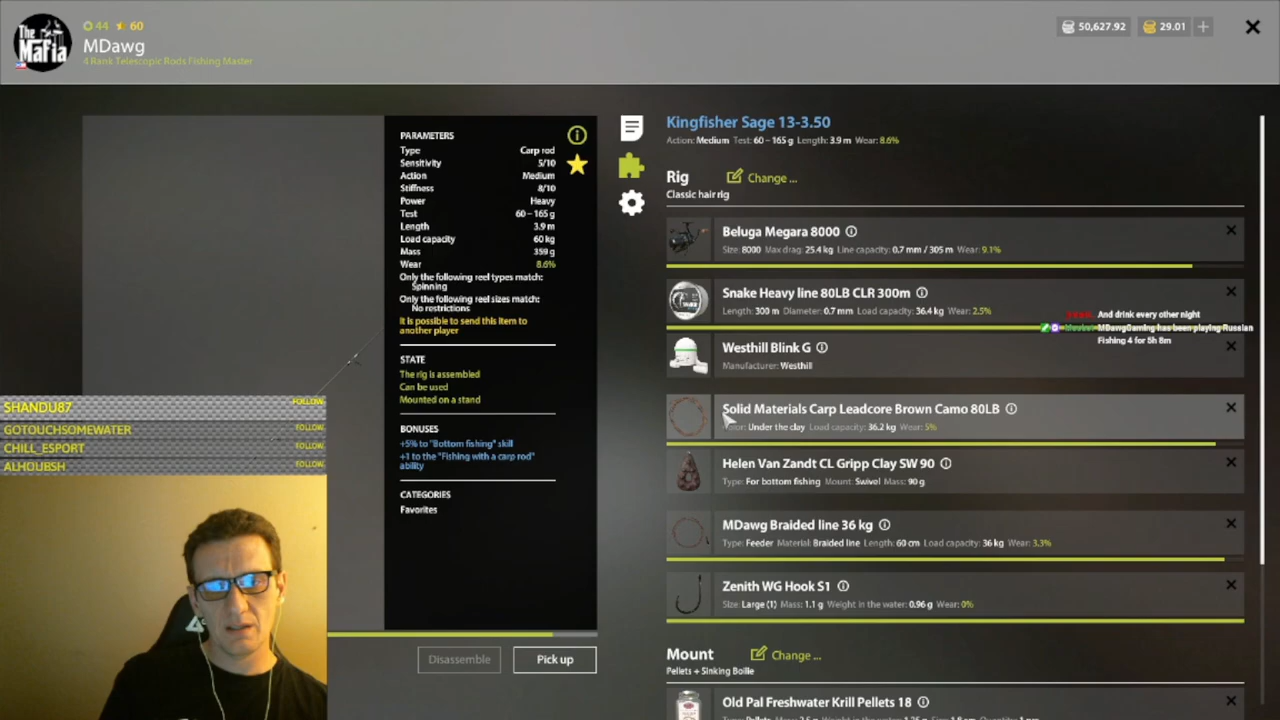 The
Mafia
44 60
MDawg
4 Rank Telescopic Rods Fishing Master
50,627.92 29.01
PARAMETERS
Type Carp rod
Sensitivity 5/10
Action Medium
Stiffness 8/10
Power Heavy
Test 60 – 165 g
Length 3.9 m
Load capacity 60 kg
Mass 359 g
Wear 8.6%
Only the following reel types match:
Spinning
Only the following reel sizes match:
No restrictions
It is possible to send this item to
another player
STATE
The rig is assembled
Can be used
Mounted on a stand
BONUSES
+5% to "Bottom fishing" skill
+1 to the "Fishing with a carp rod"
ability
CATEGORIES
Favorites
Disassemble
Pick up
Kingfisher Sage 13-3.50
Action: Medium Test: 60 – 165 g Length: 3.9 m Wear: 8.6%
Rig Change ...
Classic hair rig
Beluga Megara 8000
Size: 8000 Max drag: 25.4 kg Line capacity: 0.7 mm / 305 m Wear: 9.1%
Snake Heavy line 80LB CLR 300m
Length: 300 m Diameter: 0.7 mm Load capacity: 36.4 kg Wear: 2.5%
And drink every other night
MDawgGaming has been playing Russian
Fishing 4 for 5h 8m
Westhill Blink G
Manufacturer: Westhill
Solid Materials Carp Leadcore Brown Camo 80LB
Under the clay Load capacity: 36.2 kg Wear: 5%
Helen Van Zandt CL Gripp Clay SW 90
Type: For bottom fishing Mount: Swivel Mass: 90 g
MDawg Braided line 36 kg
Type: Feeder Material: Braided line Length: 60 cm Load capacity: 36 kg Wear: 3.3%
Zenith WG Hook S1
Size: Large (1) Mass: 1.1 g Weight in the water: 0.96 g Wear: 0%
Mount Change ...
Pellets + Sinking Boilie
Old Pal Freshwater Krill Pellets 18
SHANDU87 FOLLOW
GOTOUCHSOMEWATER FOLLOW
CHILL_ESPORT FOLLOW
ALHOUBSH FOLLOW